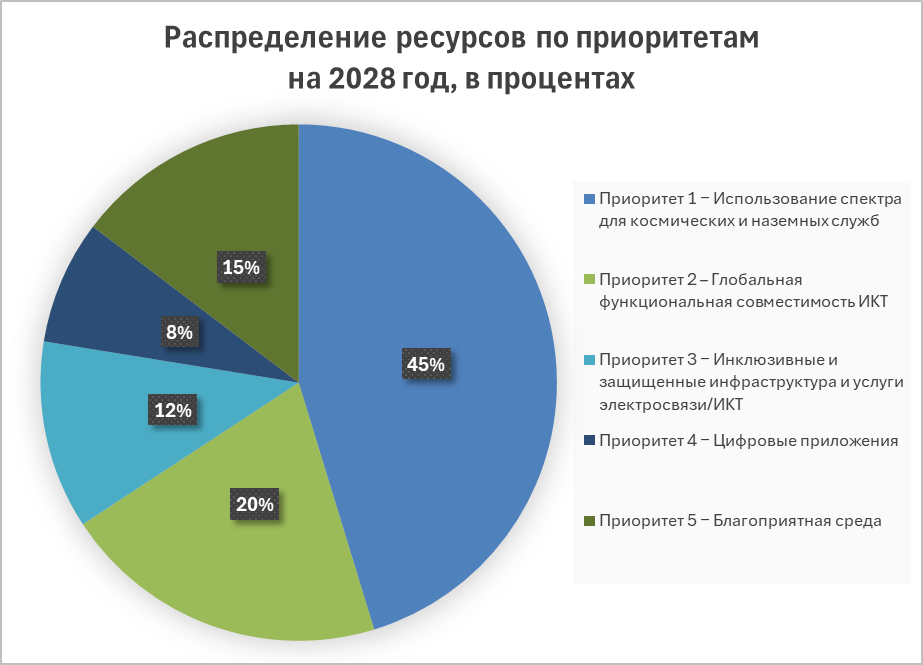 Распределение ресурсов по приоритетам
на 2028 год, в процентах
45%
20%
12%
8%
15%
Приоритет 1 – Использование спектра
для космических и наземных служб
Приоритет 2 – Глобальная
функциональная совместимость ИКТ
Приоритет 3 – Инклюзивные и
защищенные инфраструктура и услуги
электросвязи/ИКТ
Приоритет 4 – Цифровые приложения
Приоритет 5 – Благоприятная среда